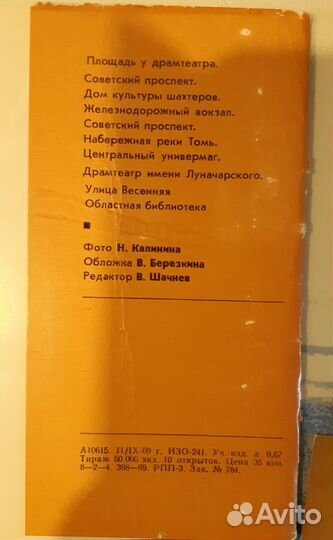 Площадь у драмтеатра.
Советский проспект.
Дом культуры шахтеров.
Железнодорожный вокзал.
Советский проспект.
Набережная реки Томь.
Центральный универмаг.
Драмтеатр имени Луначарского.
Улица Весенняя
Областная библиотека
Фото Н. Калинина
Обложка В. Березкина
Редактор В. Шачнев
А10615. 11/IX-69 г. ИЗО-241. Уч.-изд. л. 0,67
Тираж 50 000 экз. 10 открыток. Цена 35 коп.
8—2—4. 398—69. РПП-3. Зак. № 784.
Avito